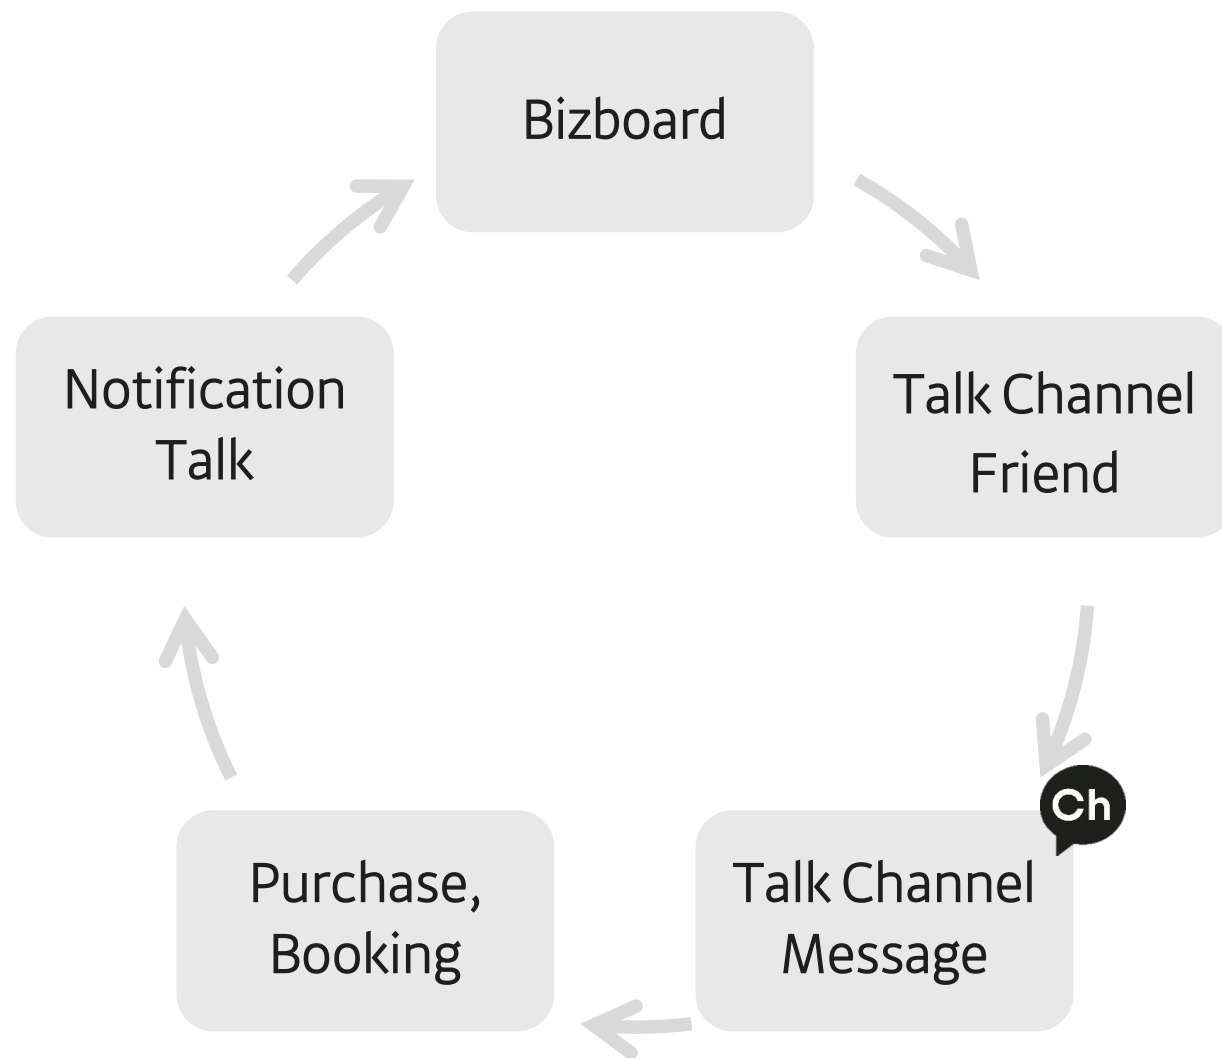 Bizboard
Notification
Talk
Talk Channel
Friend
Ch
Purchase,
Booking
Talk Channel
Message